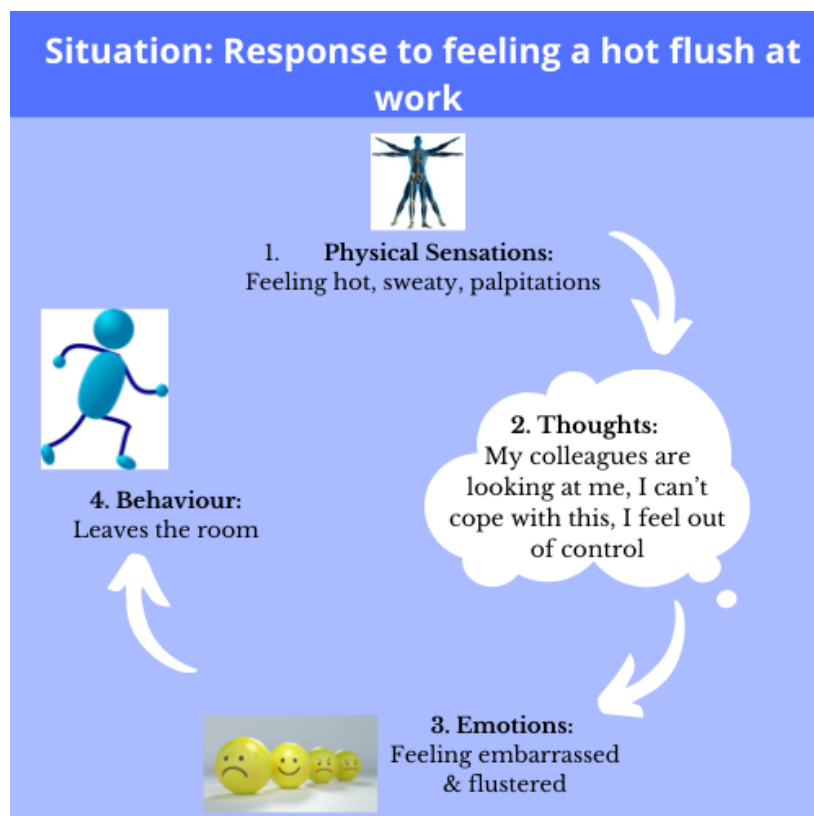 Situation: Response to feeling a hot flush at
work
1. Physical Sensations:
Feeling hot, sweaty, palpitations
2. Thoughts:
My colleagues are
looking at me, I can’t
cope with this, I feel out
of control
3. Emotions:
Feeling embarrassed
& flustered
4. Behaviour:
Leaves the room